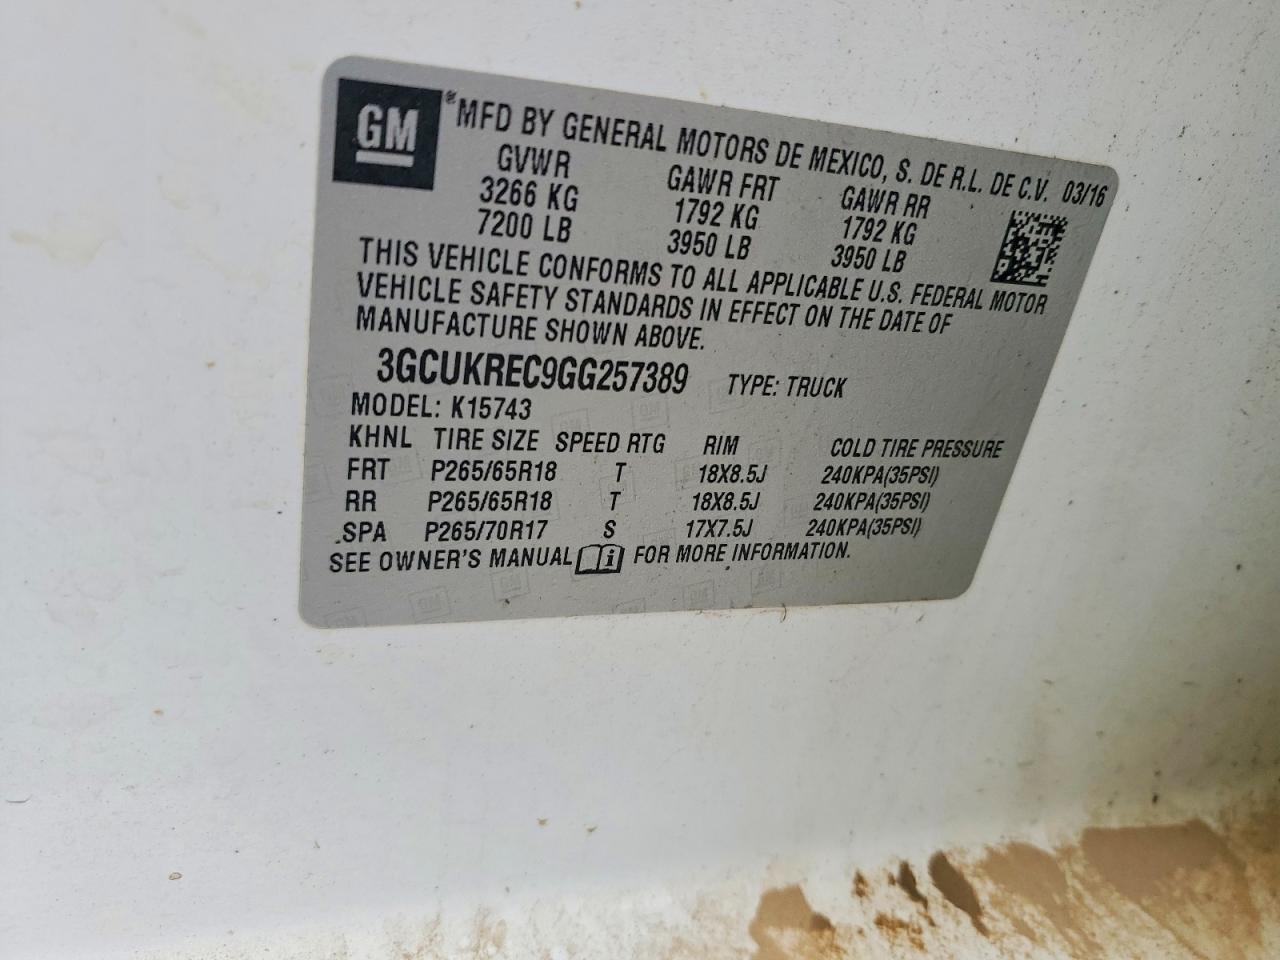 GM ® MFD BY GENERAL MOTORS DE MEXICO, S. DE R.L. DE C.V. 03/16
GVWR GAWR FRT GAWR RR
3266 KG 1792 KG 1792 KG
7200 LB 3950 LB 3950 LB
THIS VEHICLE CONFORMS TO ALL APPLICABLE U.S. FEDERAL MOTOR
VEHICLE SAFETY STANDARDS IN EFFECT ON THE DATE OF
MANUFACTURE SHOWN ABOVE.
3GCUKREC9GG257389 TYPE: TRUCK
MODEL: K15743
KHNL TIRE SIZE SPEED RTG RIM COLD TIRE PRESSURE
FRT P265/65R18 T 18X8.5J 240KPA(35PSI)
RR P265/65R18 T 18X8.5J 240KPA(35PSI)
SPA P265/70R17 S 17X7.5J 240KPA(35PSI)
SEE OWNER'S MANUAL i FOR MORE INFORMATION.